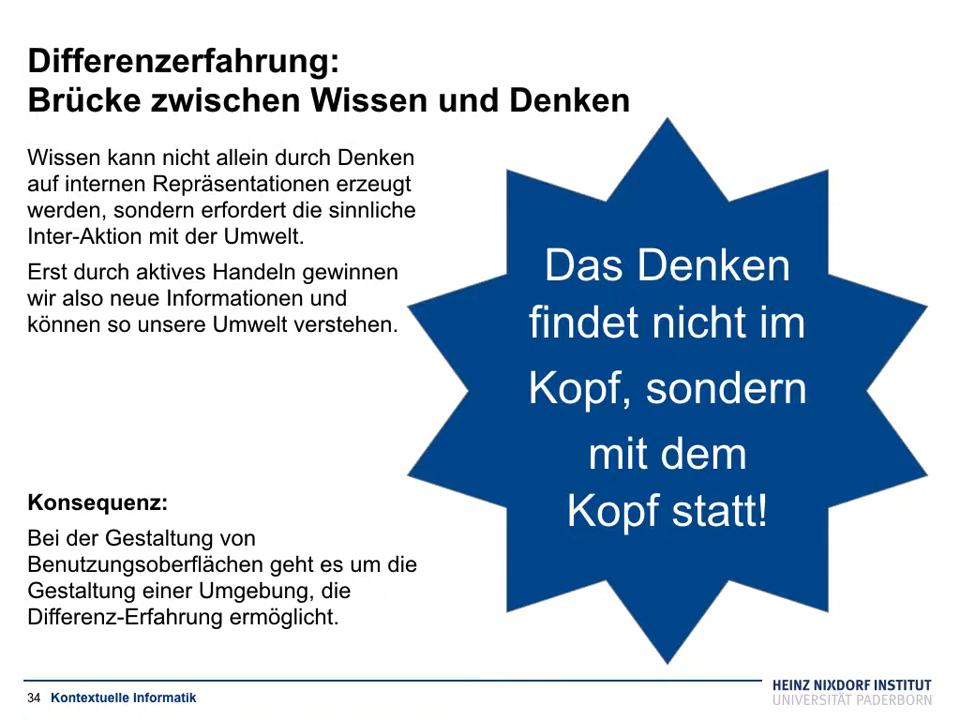 Differenzerfahrung:
Brücke zwischen Wissen und Denken
Wissen kann nicht allein durch Denken
auf internen Repräsentationen erzeugt
werden, sondern erfordert die sinnliche
Inter-Aktion mit der Umwelt.
Erst durch aktives Handeln gewinnen
wir also neue Informationen und
können so unsere Umwelt verstehen.
Das Denken
findet nicht im
Kopf, sondern
mit dem
Kopf statt!
Konsequenz:
Bei der Gestaltung von
Benutzungsoberflächen geht es um die
Gestaltung einer Umgebung, die
Differenz-Erfahrung ermöglicht.
34 Kontextuelle Informatik
HEINZ NIXDORF INSTITUT
UNIVERSITÄT PADERBORN